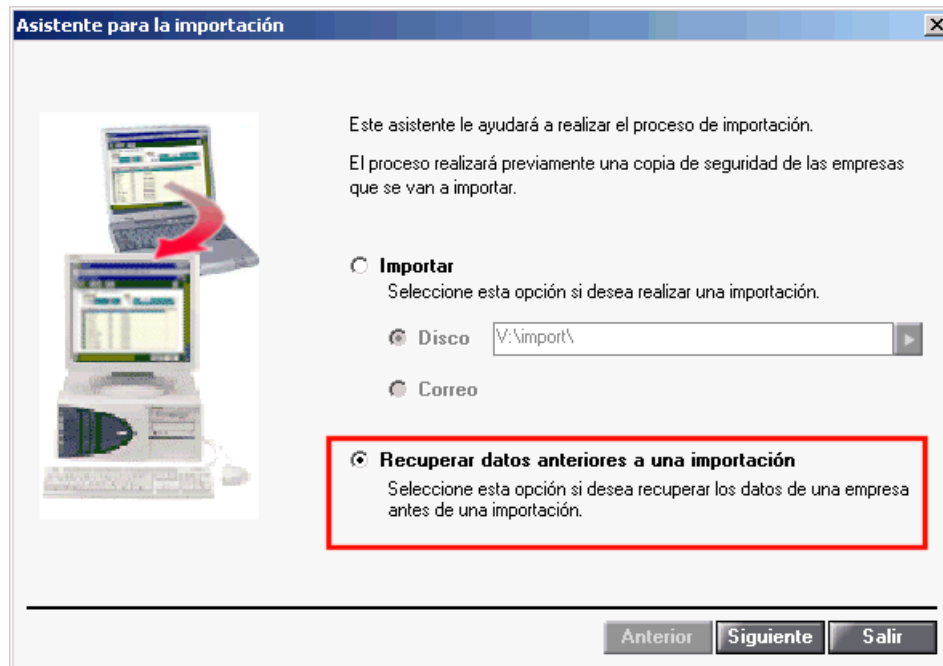 Asistente para la importación
Este asistente le ayudará a realizar el proceso de importación.
El proceso realizará previamente una copia de seguridad de las empresas
que se van a importar.
Importar
Seleccione esta opción si desea realizar una importación.
Disco V:\import\
Correo
Recuperar datos anteriores a una importación
Seleccione esta opción si desea recuperar los datos de una empresa
antes de una importación.
Anterior Siguiente Salir